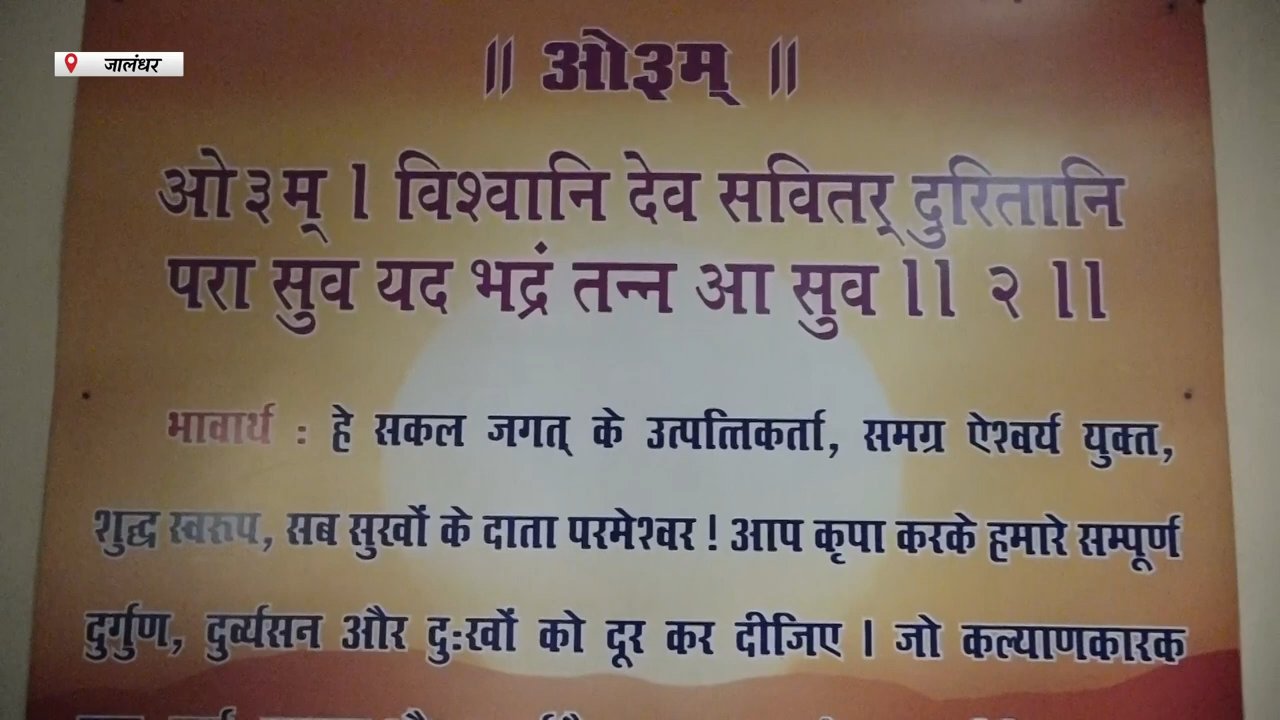 जालंधर
॥ ओ३म् ॥
ओ३म् । विश्वानि देव सवितर् दुरितानि
परा सुव यद भद्रं तन्न आ सुव ।। २ ।।
भावार्थ : हे सकल जगत् के उत्पत्तिकर्ता, समग्र ऐश्वर्य युक्त,
शुद्ध स्वरूप, सब सुखों के दाता परमेश्वर ! आप कृपा करके हमारे सम्पूर्ण
दुर्गुण, दुर्व्यसन और दुःखों को दूर कर दीजिए । जो कल्याणकारक